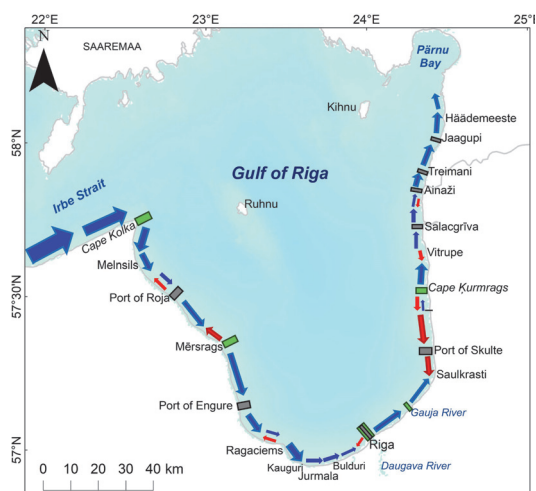 22°E
23°E
24°E
25°E
N
SAAREMAA
Pärnu
Bay
Kihnu
Häädemeeste
Jaagupi
58°N
Treimani
Ainaži
Gulf of Riga
Irbe Strait
Ruhnu
Salacgrīva
Cape Kolka
Vitrupe
Melnsils
Cape Ķurmrags
57°30'N
Port of Roja
Mērsrags
Port of Skulte
Saulkrasti
Port of Engure
Gauja River
Ragaciems
Riga
57°N
Kauguri
Bulduri
Jurmala
Daugava River
0 10 20 30 40 km